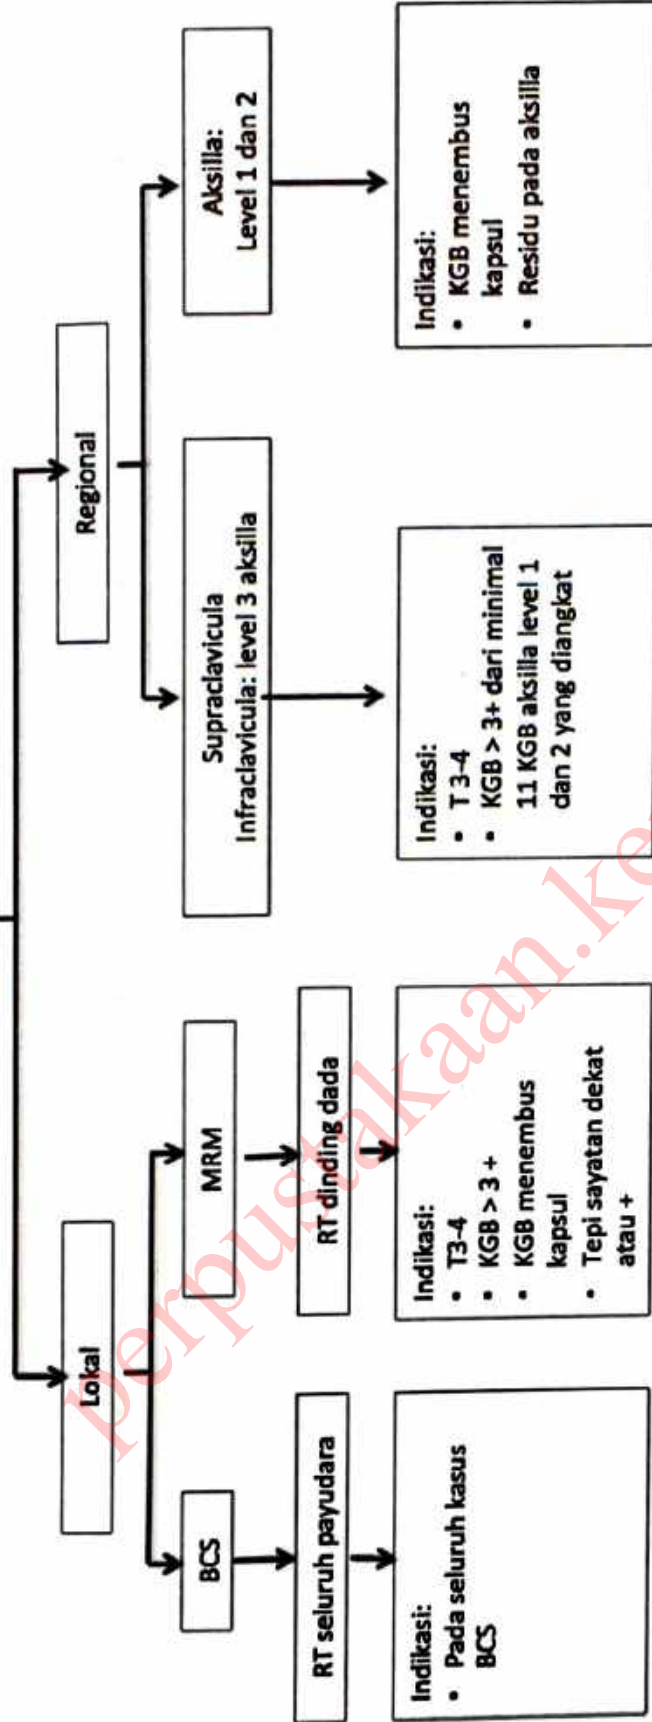 Lokal
Regional
BCS
MRM
Supraclavicula
Infraclavicula: level 3 aksilla
Aksilla:
Level 1 dan 2
RT seluruh payudara
RT dinding dada
Indikasi:
• Pada seluruh kasus
BCS
Indikasi:
• T3-4
• KGB > 3 +
• KGB menembus
kapsul
• Tepi sayatan dekat
atau +
Indikasi:
• T 3-4
• KGB > 3+ dari minimal
11 KGB aksilla level 1
dan 2 yang diangkat
Indikasi:
• KGB menembus
kapsul
• Residu pada aksilla
perpustakaan.ke